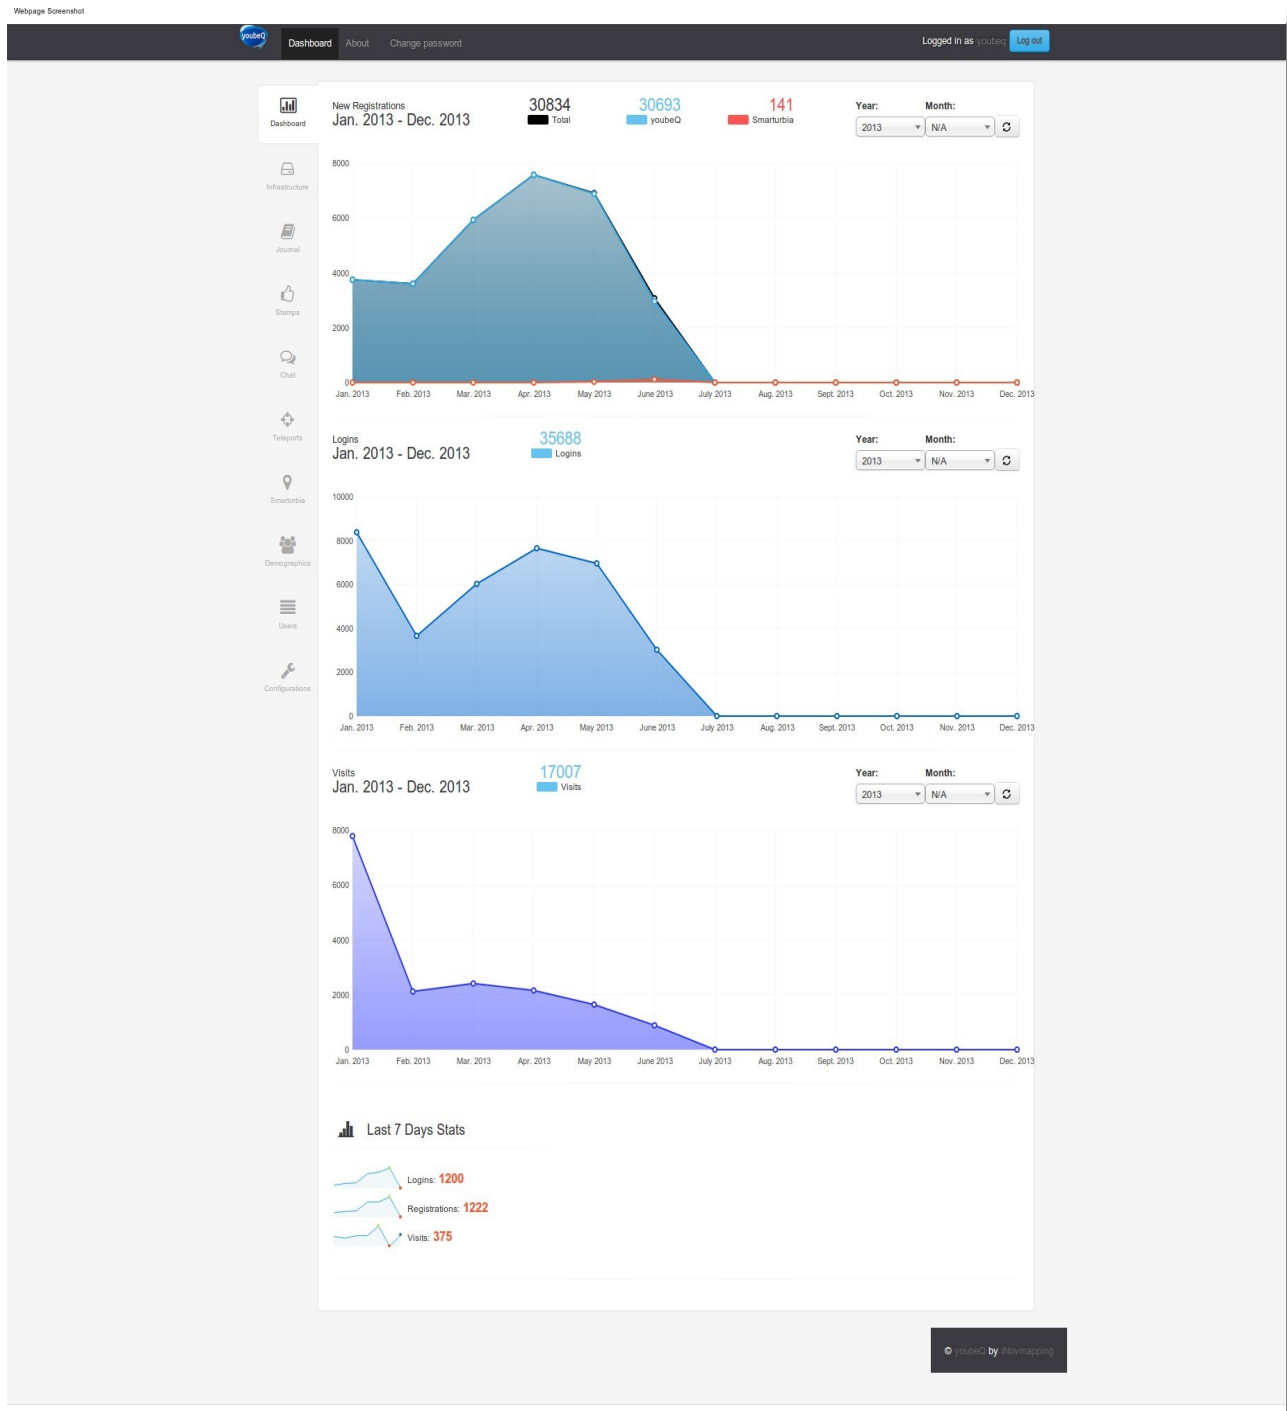 Webpage Screenshot
youbeQ
Dashboard About Change password
Logged in as youbeq Log out
Dashboard
Infrastructure
Journal
Stamps
Chat
Teleports
Smarturbia
Demographics
Users
Configurations
New Registrations
Jan. 2013 - Dec. 2013
30834
Total
30693
youbeQ
141
Smarturbia
Year: Month:
2013 N/A
8000
6000
4000
2000
0
Jan. 2013 Feb. 2013 Mar. 2013 Apr. 2013 May 2013 June 2013 July 2013 Aug. 2013 Sept. 2013 Oct. 2013 Nov. 2013 Dec. 2013
Logins
Jan. 2013 - Dec. 2013
35688
Logins
Year: Month:
2013 N/A
10000
8000
6000
4000
2000
0
Jan. 2013 Feb. 2013 Mar. 2013 Apr. 2013 May 2013 June 2013 July 2013 Aug. 2013 Sept. 2013 Oct. 2013 Nov. 2013 Dec. 2013
Visits
Jan. 2013 - Dec. 2013
17007
Visits
Year: Month:
2013 N/A
8000
6000
4000
2000
0
Jan. 2013 Feb. 2013 Mar. 2013 Apr. 2013 May 2013 June 2013 July 2013 Aug. 2013 Sept. 2013 Oct. 2013 Nov. 2013 Dec. 2013
Last 7 Days Stats
Logins: 1200
Registrations: 1222
Visits: 375
© youbeQ by iNovmapping